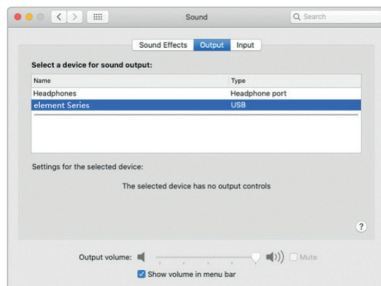 Sound
Search
Sound Effects Output Input
Select a device for sound output:
Name Type
Headphones Headphone port
element Series USB
Settings for the selected device:
The selected device has no output controls
?
Output volume: Mute
Show volume in menu bar